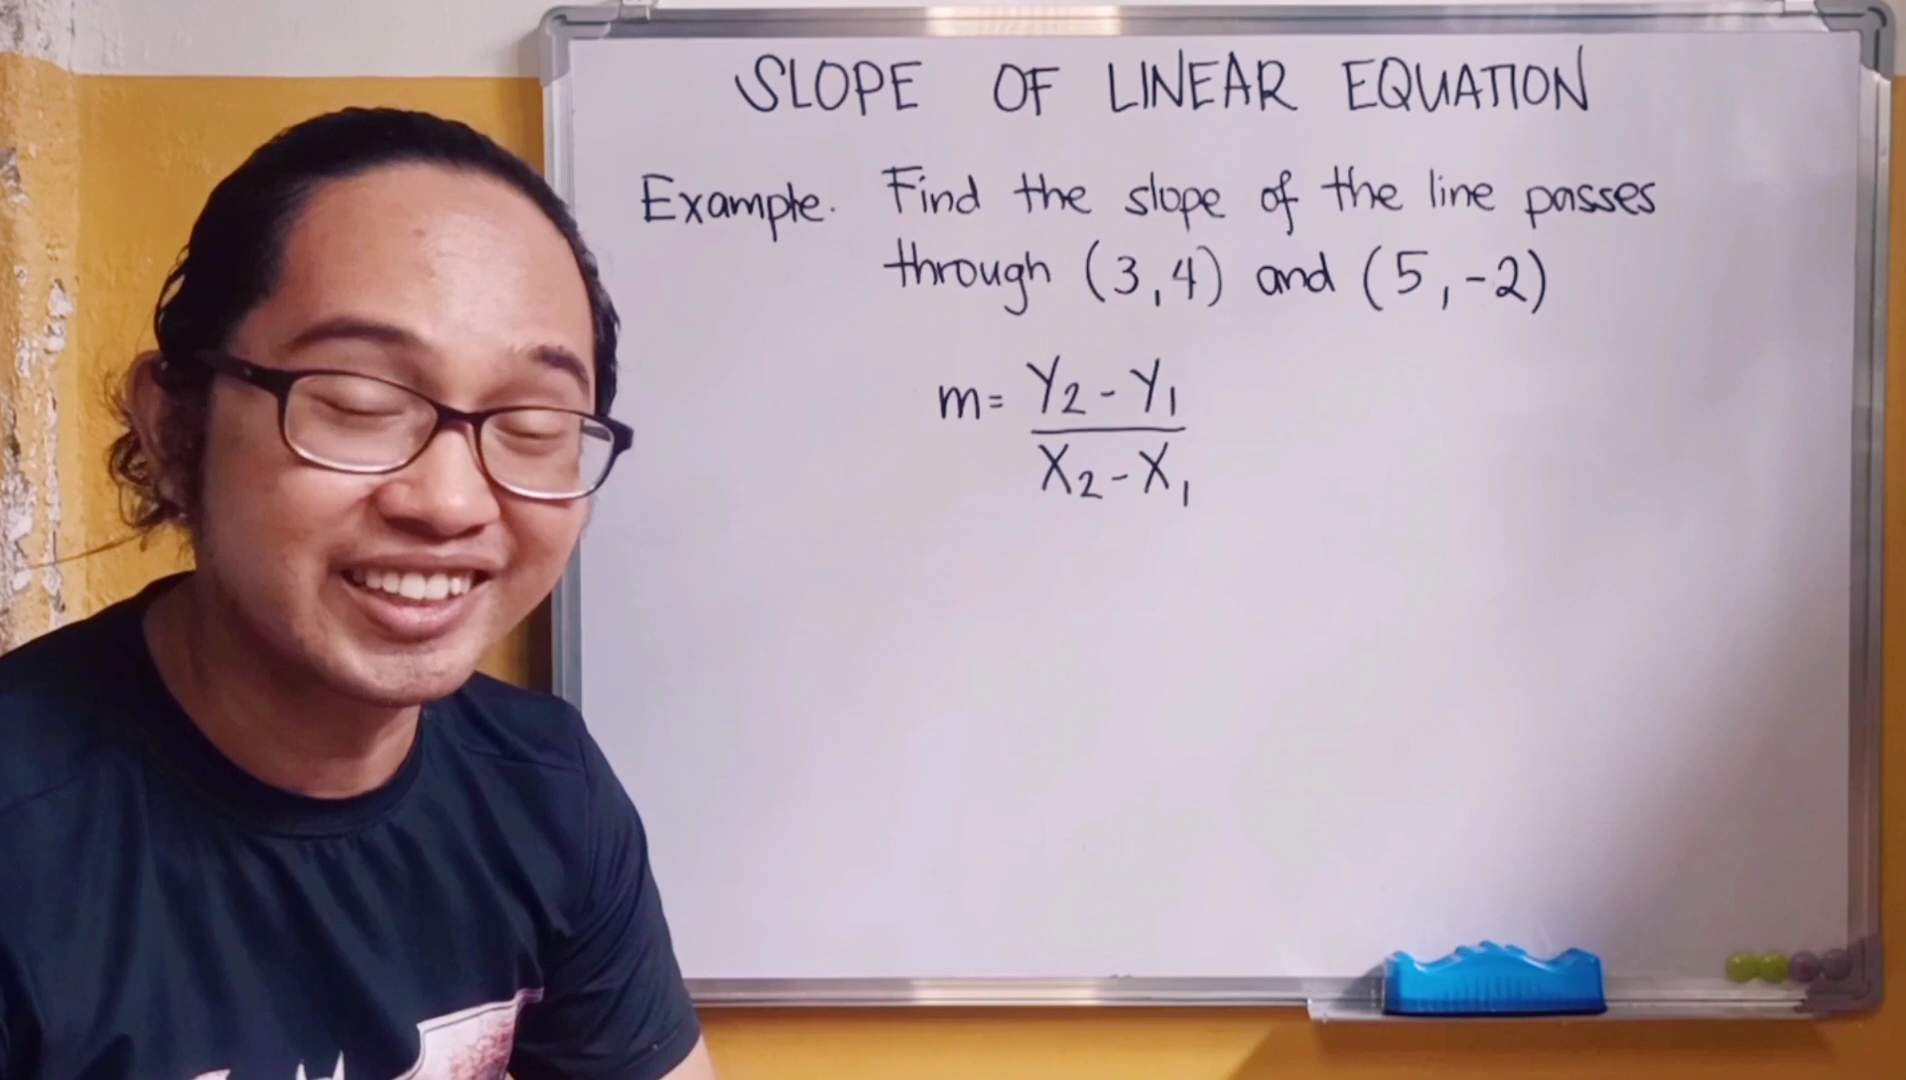 SLOPE OF LINEAR EQUATION
Example. Find the slope of the line passes
through (3,4) and (5,-2)
m= Y₂-Y₁
X₂-X₁